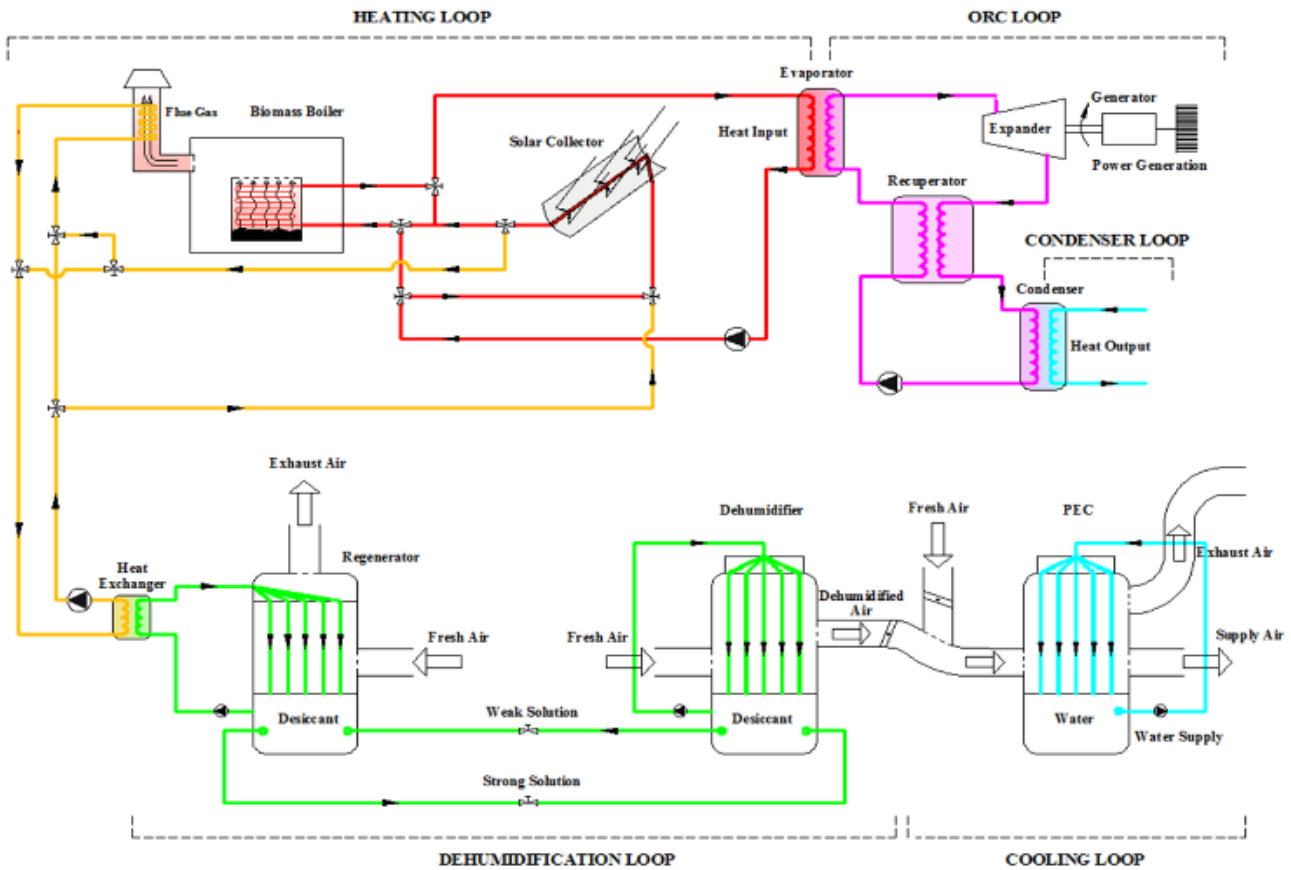 HEATING LOOP
ORC LOOP
Evaporator
Flue Gas
Biomass Boiler
Generator
Solar Collector
Heat Input
Expander
Power Generation
Recuperator
CONDENSER LOOP
Condenser
Heat Output
Exhaust Air
Regenerator
Dehumidifier
Fresh Air
PEC
Exhaust Air
Heat
Exchanger
Dehumidified
Air
Fresh Air
Fresh Air
Supply Air
Weak Solution
Desiccant
Desiccant
Water
Water Supply
Strong Solution
DEHUMIDIFICATION LOOP
COOLING LOOP